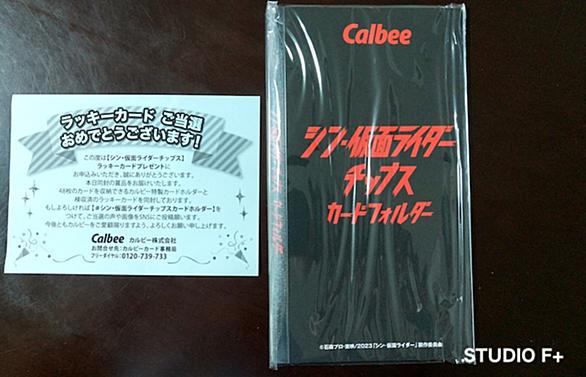 ラッキーカード ご当選
おめでとうございます!
この度は【シン・仮面ライダーチップス】
ラッキーカードプレゼントに
お申込みいただき、誠にありがとうございます。
本日同封の賞品をお届けいたします。
48枚のカードを収納できるカルビー特製カードホルダーと
検収済のラッキーカードを同封しております。
もしよろしければ【#シン・仮面ライダーチップスカードホルダー】を
つけて、ご当選の声や画像をSNSにご投稿願います。
今後ともカルビーをご愛顧賜りますよう、よろしくお願い申し上げます。
Calbee カルビー株式会社
お問合せ先：カルビーカード事務局
フリーダイヤル：0120-739-733
Calbee
シン・仮面ライダー
チップス
カードフォルダー
©石森プロ・東映/2023「シン・仮面ライダー」製作委員会
STUDIO F+